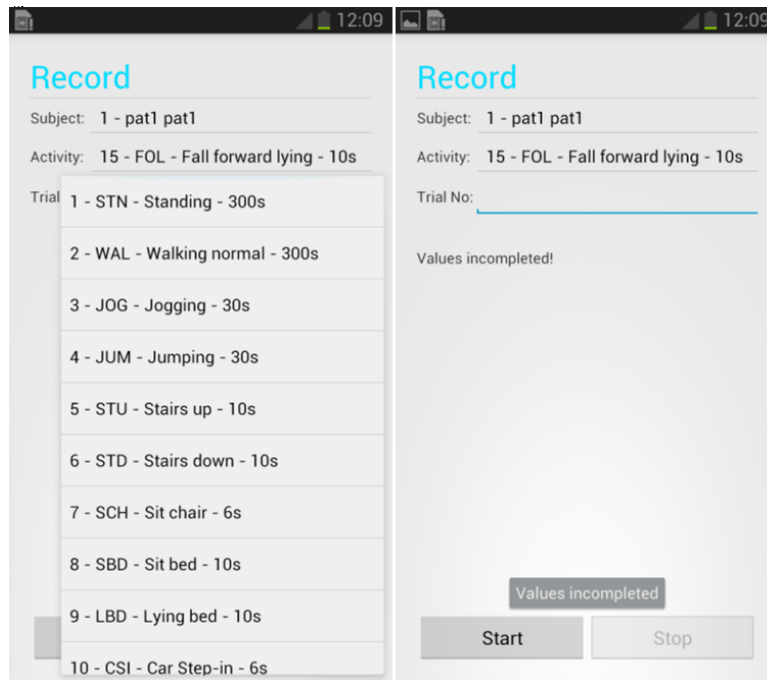 12:09
Record
Subject: 1 - pat1 pat1
Activity: 15 - FOL - Fall forward lying - 10s
Trial
1 - STN - Standing - 300s
2 - WAL - Walking normal - 300s
3 - JOG - Jogging - 30s
4 - JUM - Jumping - 30s
5 - STU - Stairs up - 10s
6 - STD - Stairs down - 10s
7 - SCH - Sit chair - 6s
8 - SBD - Sit bed - 10s
9 - LBD - Lying bed - 10s
10 - CSI - Car Step-in - 6s
12:09
Record
Subject: 1 - pat1 pat1
Activity: 15 - FOL - Fall forward lying - 10s
Trial No:
Values incompleted!
Values incompleted
Start Stop